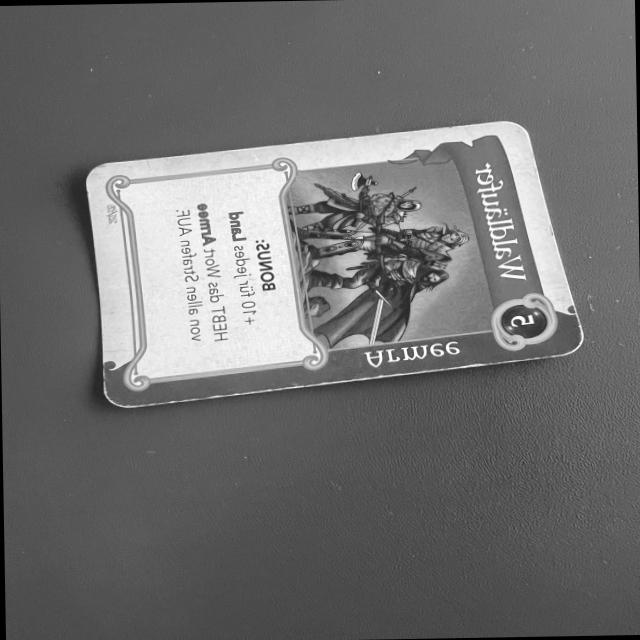 5
Waldläufer
Armee
BONUS:
+10 für jedes Land
HEBT das Wort Armee
von allen Strafen AUF.